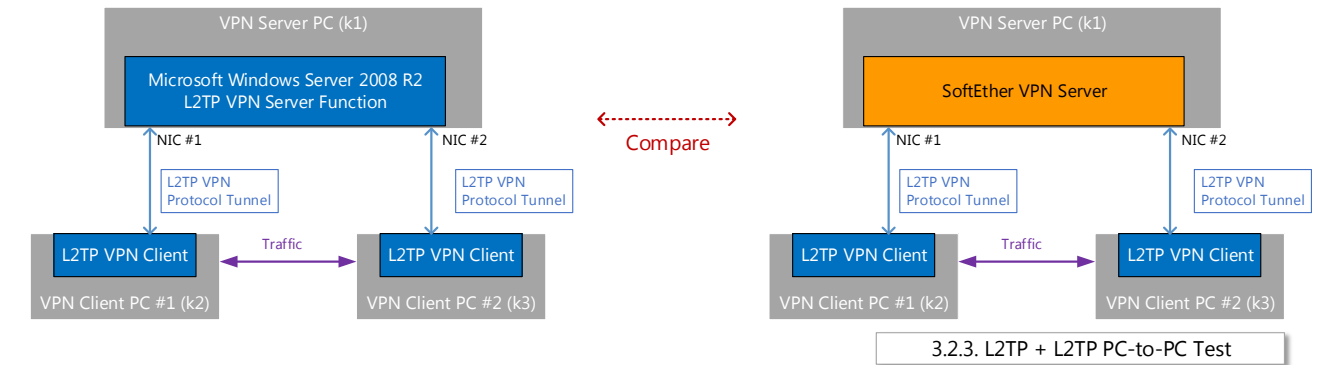 VPN Server PC (k1)
Microsoft Windows Server 2008 R2
L2TP VPN Server Function
NIC #1
NIC #2
L2TP VPN
Protocol Tunnel
L2TP VPN
Protocol Tunnel
L2TP VPN Client
Traffic
L2TP VPN Client
VPN Client PC #1 (k2)
VPN Client PC #2 (k3)
Compare
VPN Server PC (k1)
SoftEther VPN Server
NIC #1
NIC #2
L2TP VPN
Protocol Tunnel
L2TP VPN
Protocol Tunnel
L2TP VPN Client
Traffic
L2TP VPN Client
VPN Client PC #1 (k2)
VPN Client PC #2 (k3)
3.2.3. L2TP + L2TP PC-to-PC Test